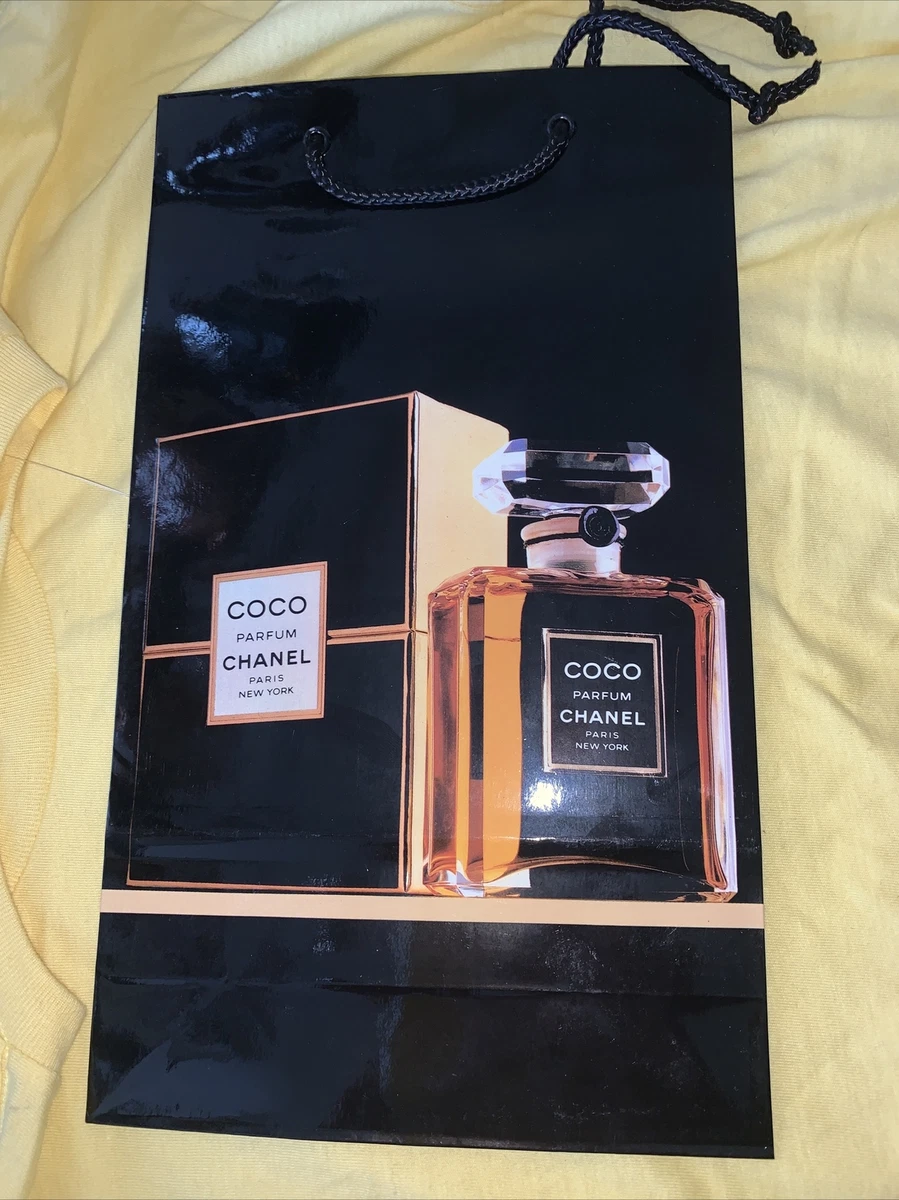 COCO
PARFUM
CHANEL
PARIS
NEW YORK
COCO
PARFUM
CHANEL
PARIS
NEW YORK